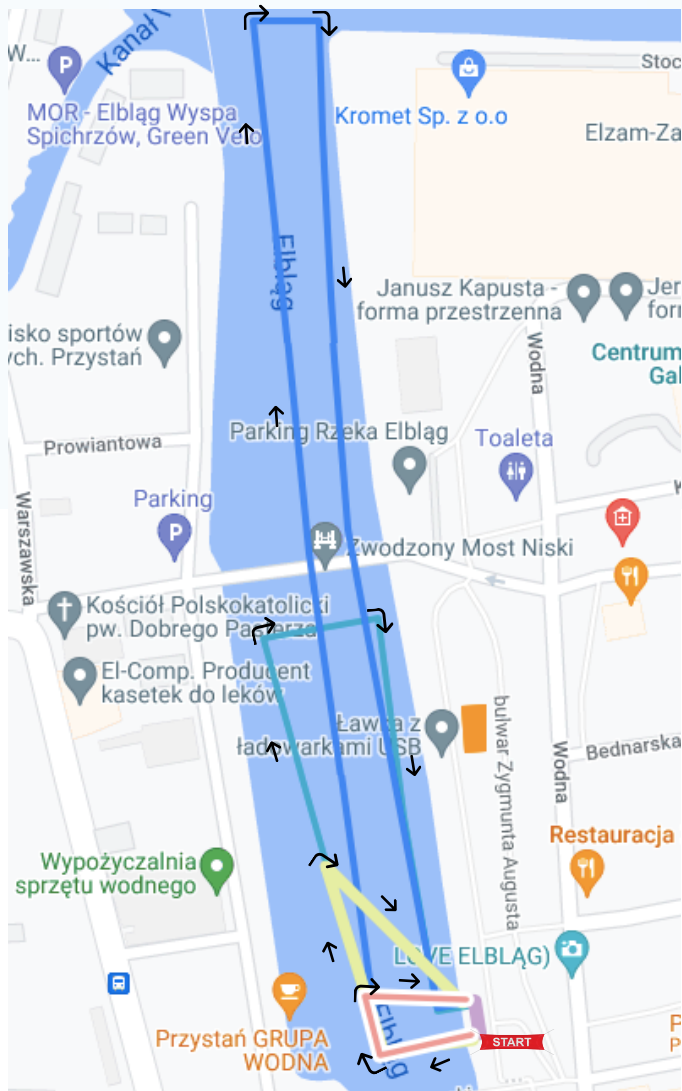 Kanał
W...
MOR - Elbląg Wyspa
Spichrzów, Green Velo
Kromet Sp. z o.o
Stoc
Elzam-Za
Elbląg
Janusz Kapusta -
forma przestrzenna
Jer
forr
isko sportów
ych. Przystań
Wodna
Centrum
Gal
Prowiantowa
Parking Rzeka Elbląg
Toaleta
Warszawska
Parking
K
Zwodzony Most Niski
Kościół Polskokatolicki
pw. Dobrego Pasterza
El-Comp. Producent
kasetek do leków
Ławka z
ładowarkami USB
bulwar Zygmunta Augusta
Wodna
Bednarska
Restauracja
Wypożyczalnia
sprzętu wodnego
LOVE ELBLĄG)
Elbląg
START
Przystań GRUPA
WODNA
P
P